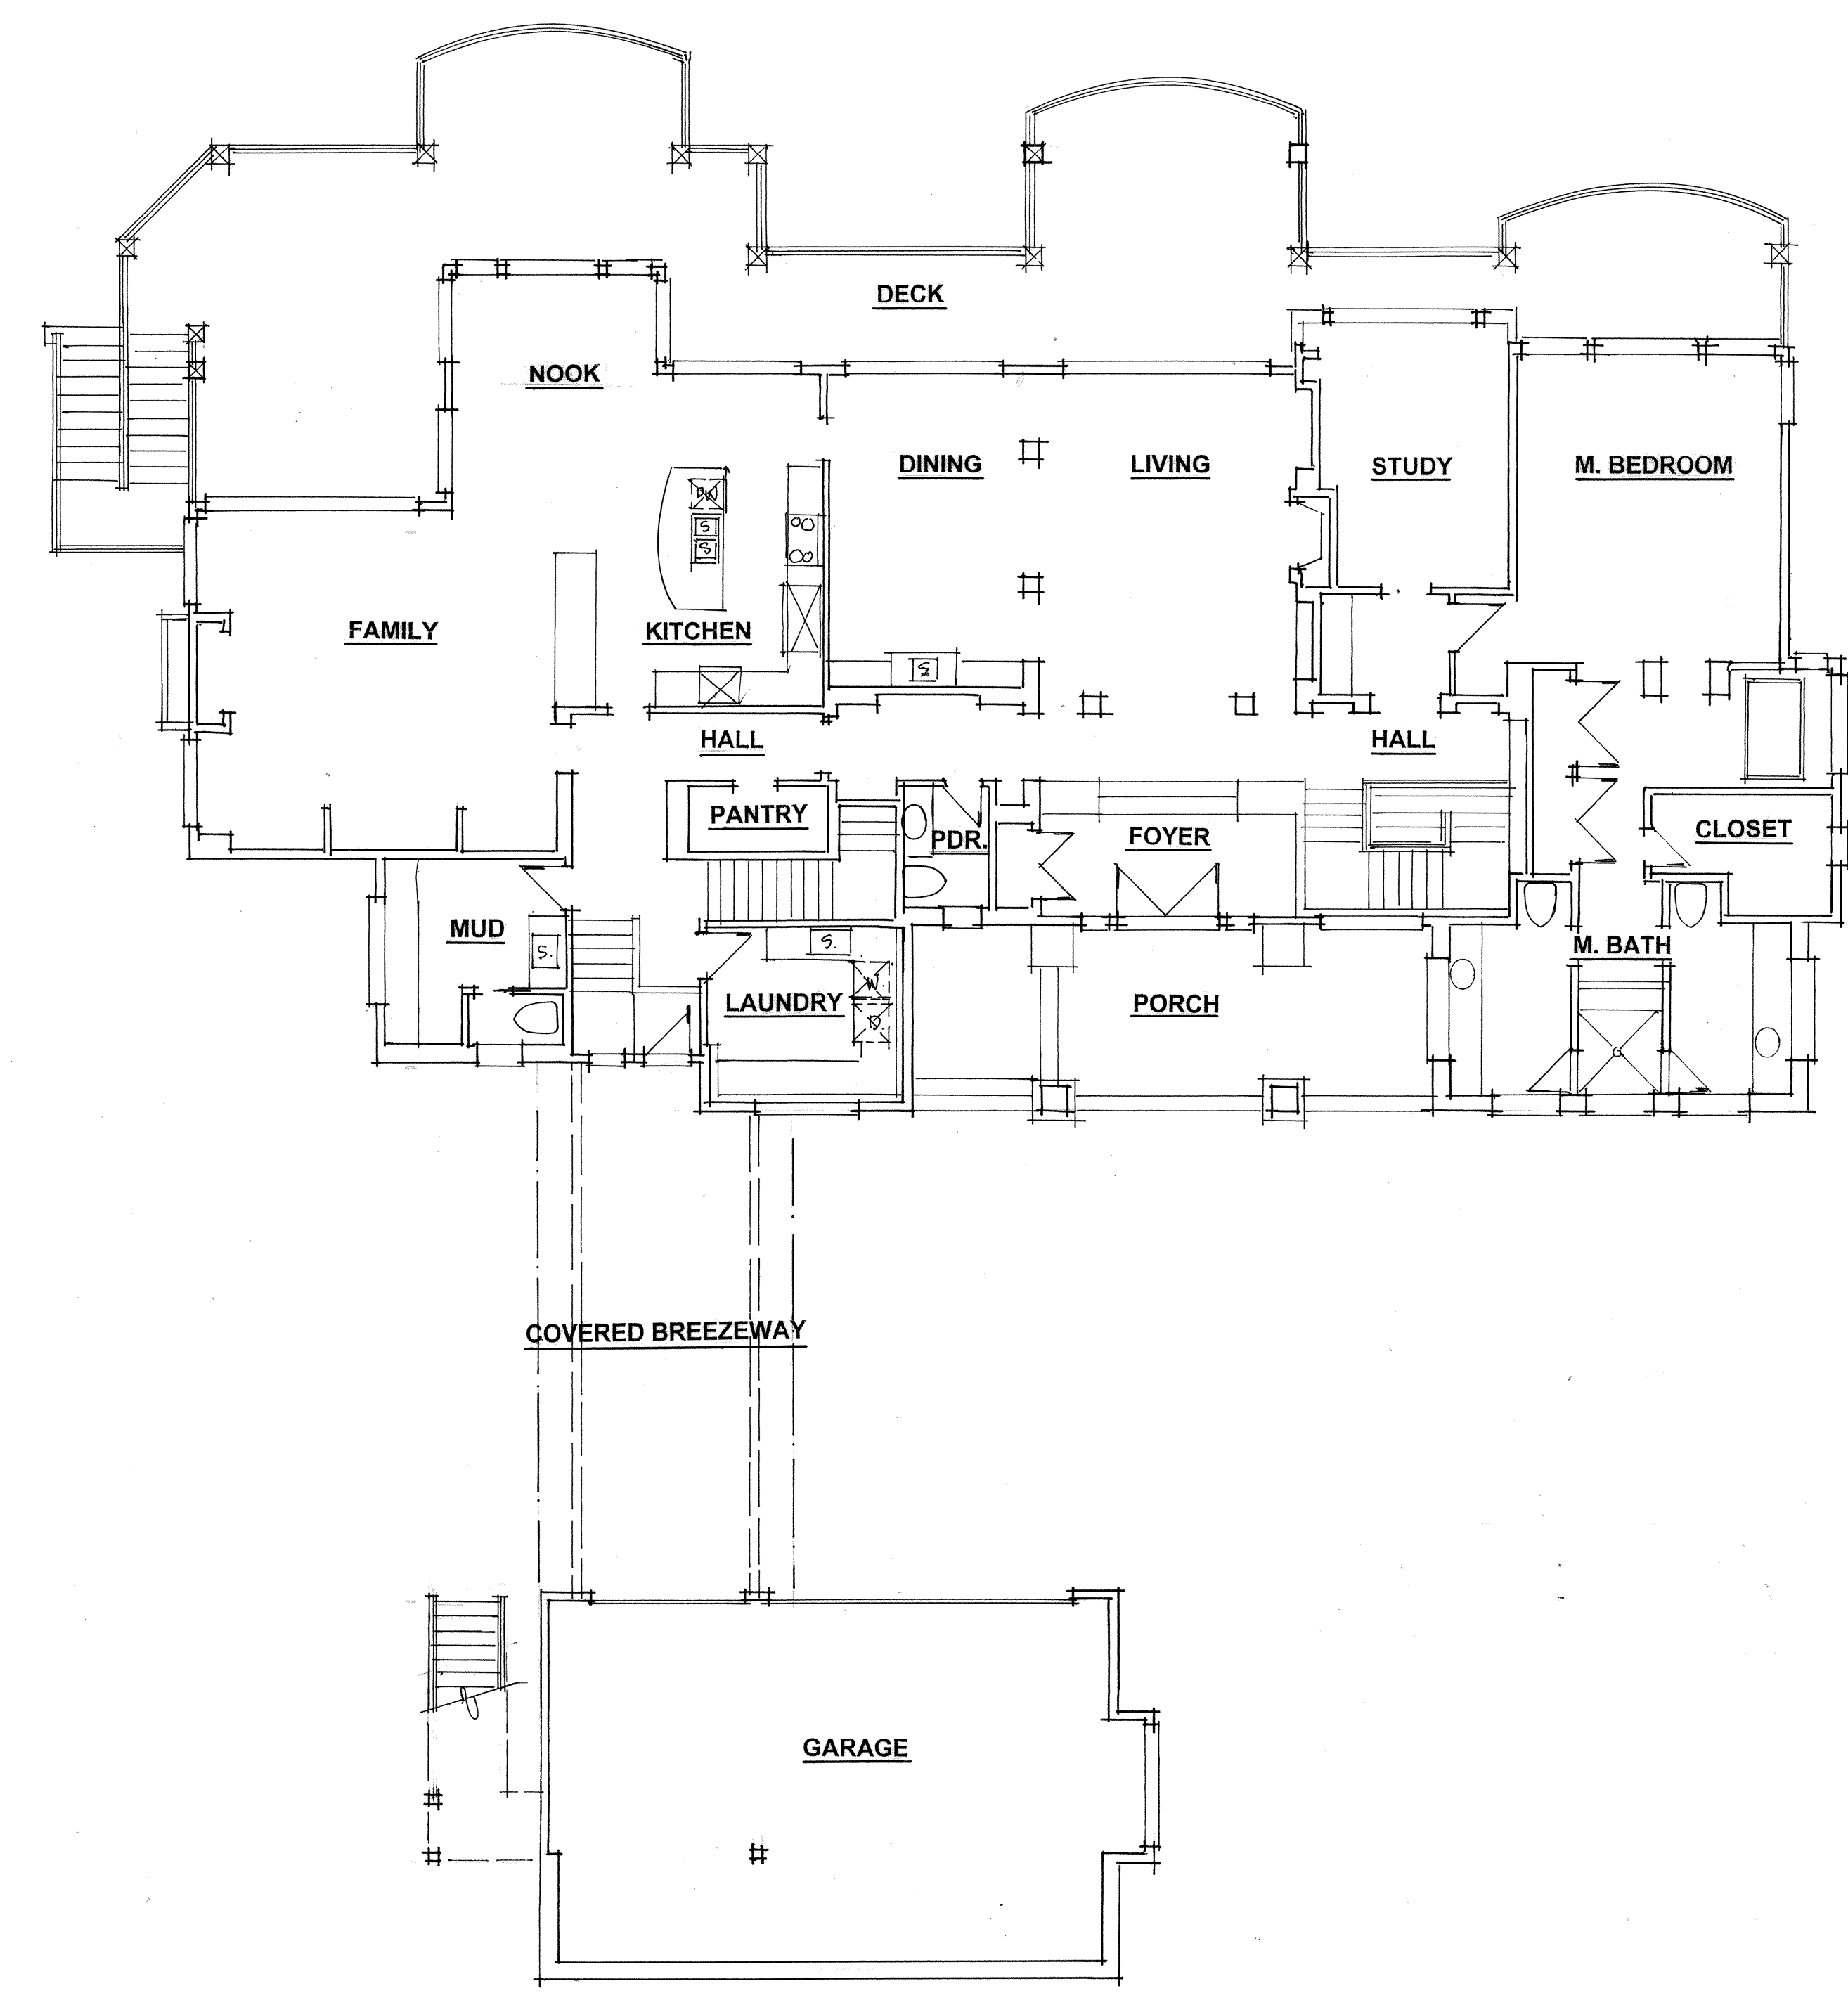 DECK
NOOK
DINING
LIVING
STUDY
M. BEDROOM
DW
S
S
FAMILY
KITCHEN
S
HALL
HALL
PANTRY
PDR.
FOYER
CLOSET
MUD
S.
S.
M. BATH
W.
LAUNDRY
D
PORCH
COVERED BREEZEWAY
GARAGE